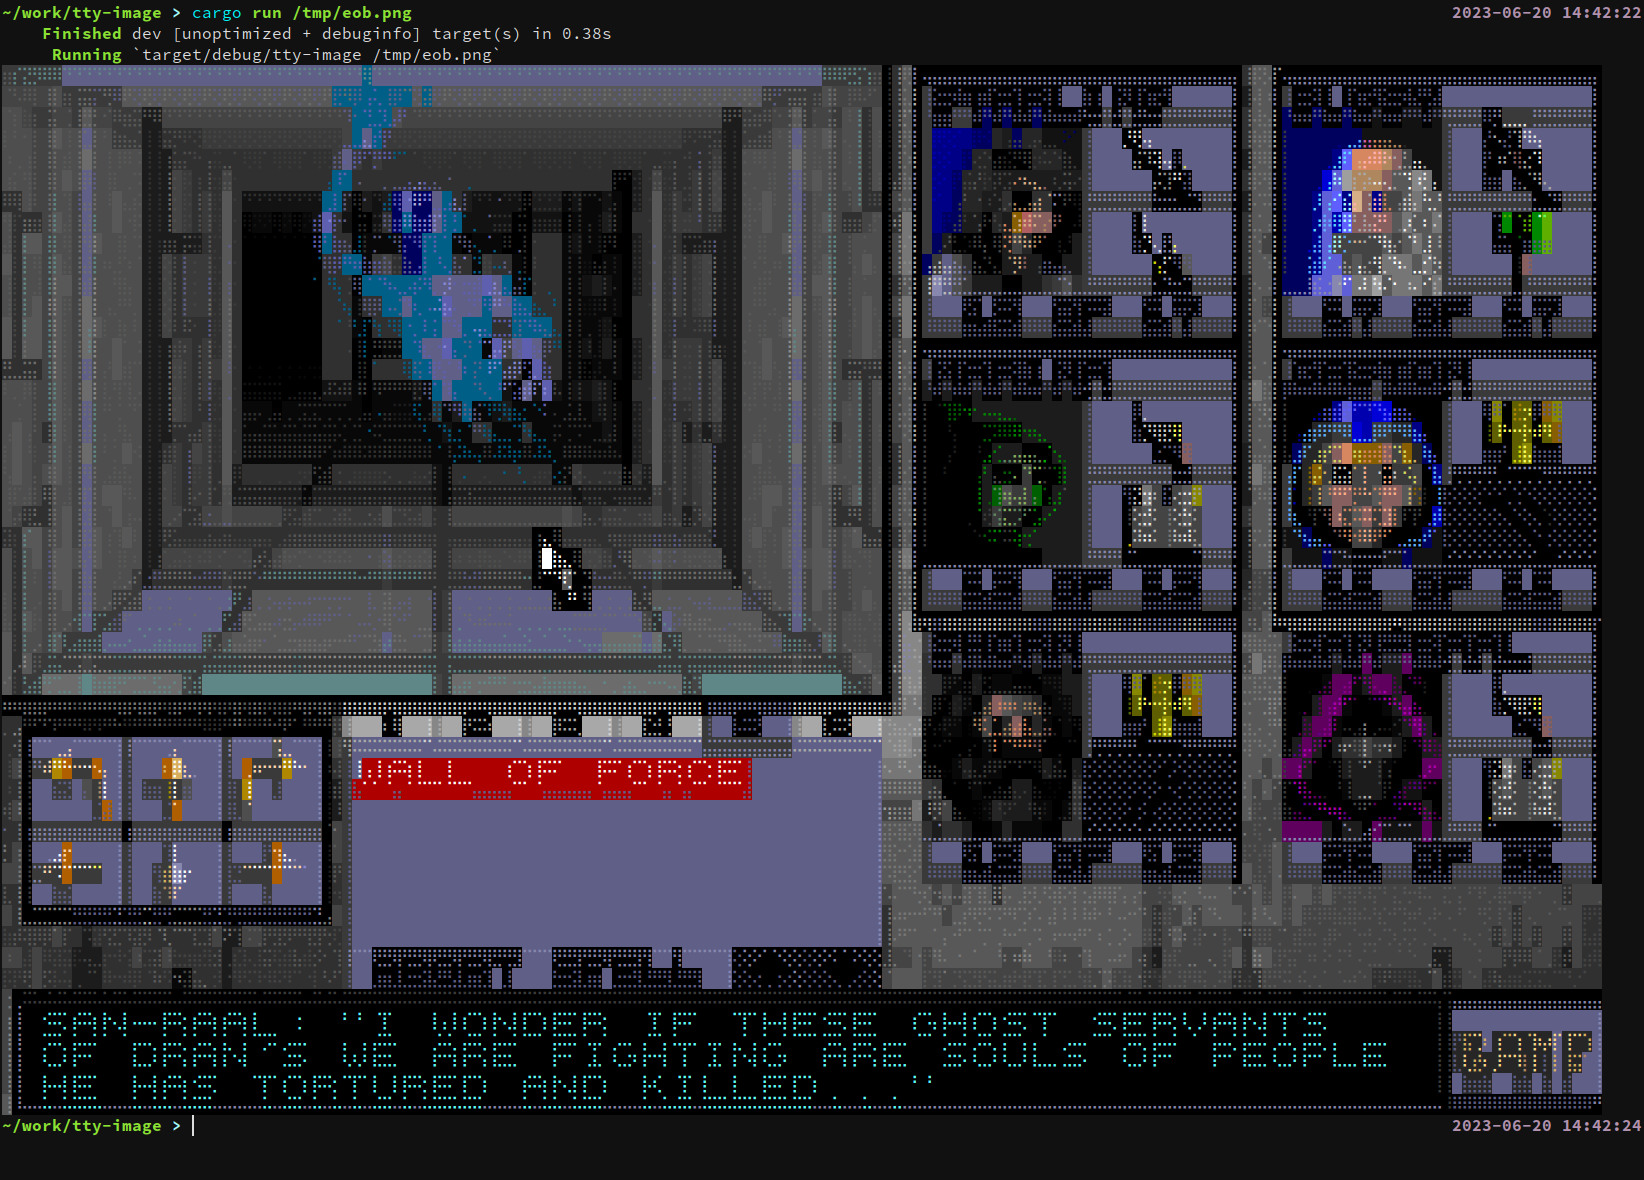 ~/work/tty-image > cargo run /tmp/eob.png 2023-06-20 14:42:22
Finished dev [unoptimized + debuginfo] target(s) in 0.38s
Running `target/debug/tty-image /tmp/eob.png`
WALL OF FORCE
SAN-RAAL: "I WONDER IF THESE GHOST SERVANTS
OF DRAN'S WE ARE FIGHTING ARE SOULS OF PEOPLE
HE HAS TORTURED AND KILLED..."
~/work/tty-image > 2023-06-20 14:42:24